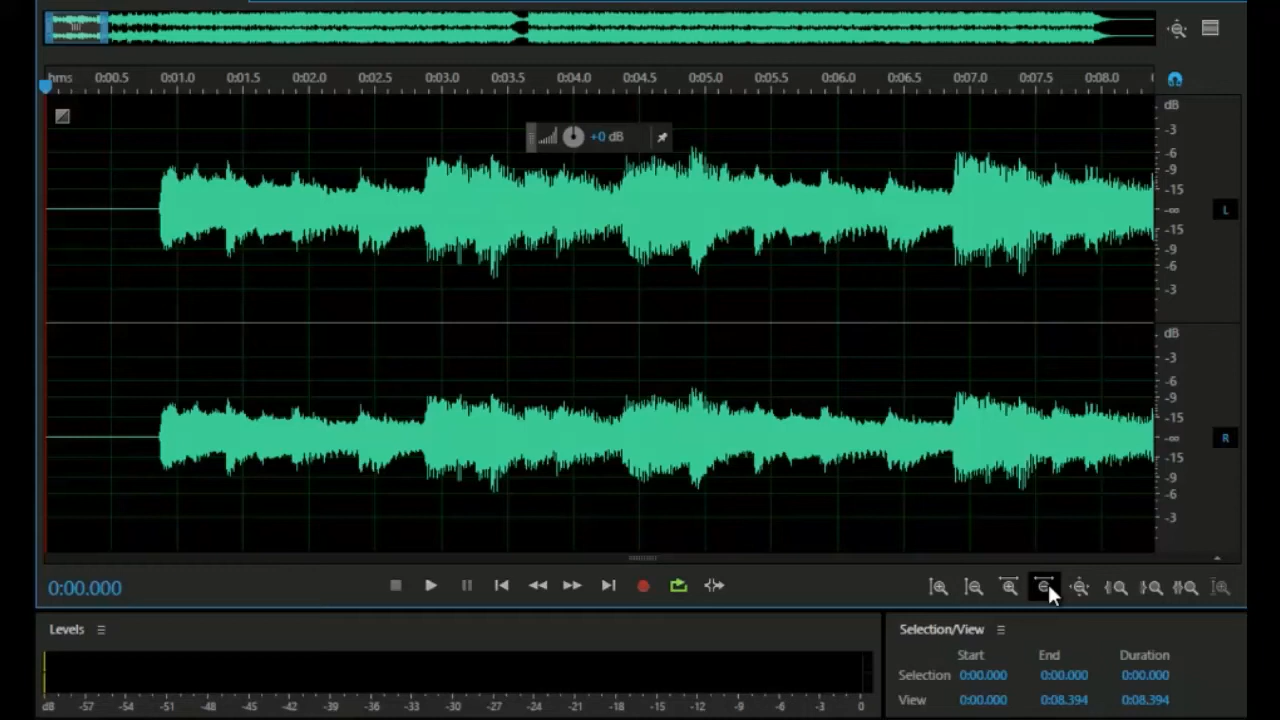 hms 0:00.5 0:01.0 0:01.5 0:02.0 0:02.5 0:03.0 0:03.5 0:04.0 0:04.5 0:05.0 0:05.5 0:06.0 0:06.5 0:07.0 0:07.5 0:08.0
dB
-3
+0 dB
-6
-9
-15
-∞
L
-15
-9
-6
-3
dB
-3
-6
-9
-15
-∞
R
-15
-9
-6
-3
0:00.000
Levels
dB -57 -54 -51 -48 -45 -42 -39 -36 -33 -30 -27 -24 -21 -18 -15 -12 -9 -6 -3 0
Selection/View
Start End Duration
Selection 0:00.000 0:00.000 0:00.000
View 0:00.000 0:08.394 0:08.394